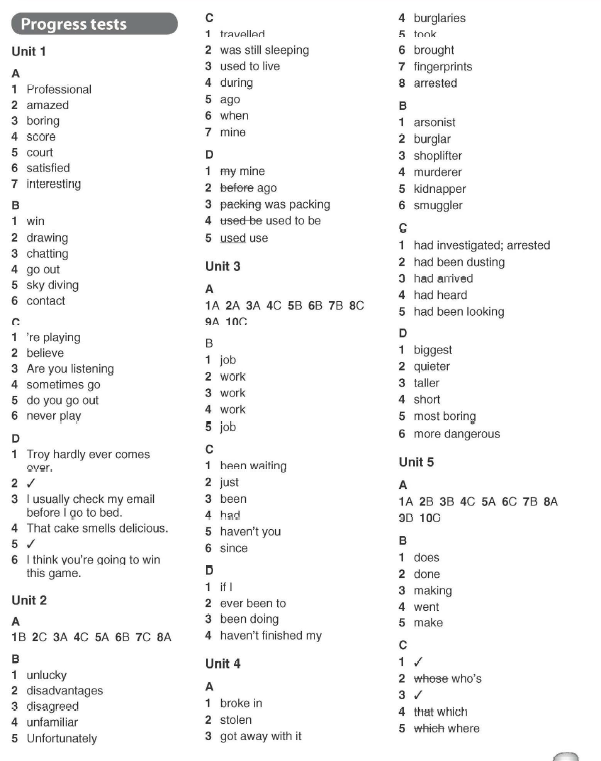 Progress tests
Unit 1
A
1 Professional
2 amazed
3 boring
4 score
5 court
6 satisfied
7 interesting
B
1 win
2 drawing
3 chatting
4 go out
5 sky diving
6 contact
C
1 're playing
2 believe
3 Are you listening
4 sometimes go
5 do you go out
6 never play
D
1 Troy hardly ever comes
over.
2 ✓
3 I usually check my email
before I go to bed.
4 That cake smells delicious.
5 ✓
6 I think you're going to win
this game.
Unit 2
A
1B 2C 3A 4C 5A 6B 7C 8A
B
1 unlucky
2 disadvantages
3 disagreed
4 unfamiliar
5 Unfortunately
C
1 travelled
2 was still sleeping
3 used to live
4 during
5 ago
6 when
7 mine
D
1 my mine
2 before ago
3 packing was packing
4 used be used to be
5 used use
Unit 3
A
1A 2A 3A 4C 5B 6B 7B 8C
9A 10C
B
1 job
2 work
3 work
4 work
5 job
C
1 been waiting
2 just
3 been
4 had
5 haven't you
6 since
D
1 if I
2 ever been to
3 been doing
4 haven't finished my
Unit 4
A
1 broke in
2 stolen
3 got away with it
4 burglaries
5 took
6 brought
7 fingerprints
8 arrested
B
1 arsonist
2 burglar
3 shoplifter
4 murderer
5 kidnapper
6 smuggler
C
1 had investigated; arrested
2 had been dusting
3 had arrived
4 had heard
5 had been looking
D
1 biggest
2 quieter
3 taller
4 short
5 most boring
6 more dangerous
Unit 5
A
1A 2B 3B 4C 5A 6C 7B 8A
9D 10C
B
1 does
2 done
3 making
4 went
5 make
C
1 ✓
2 whose who's
3 ✓
4 that which
5 which where